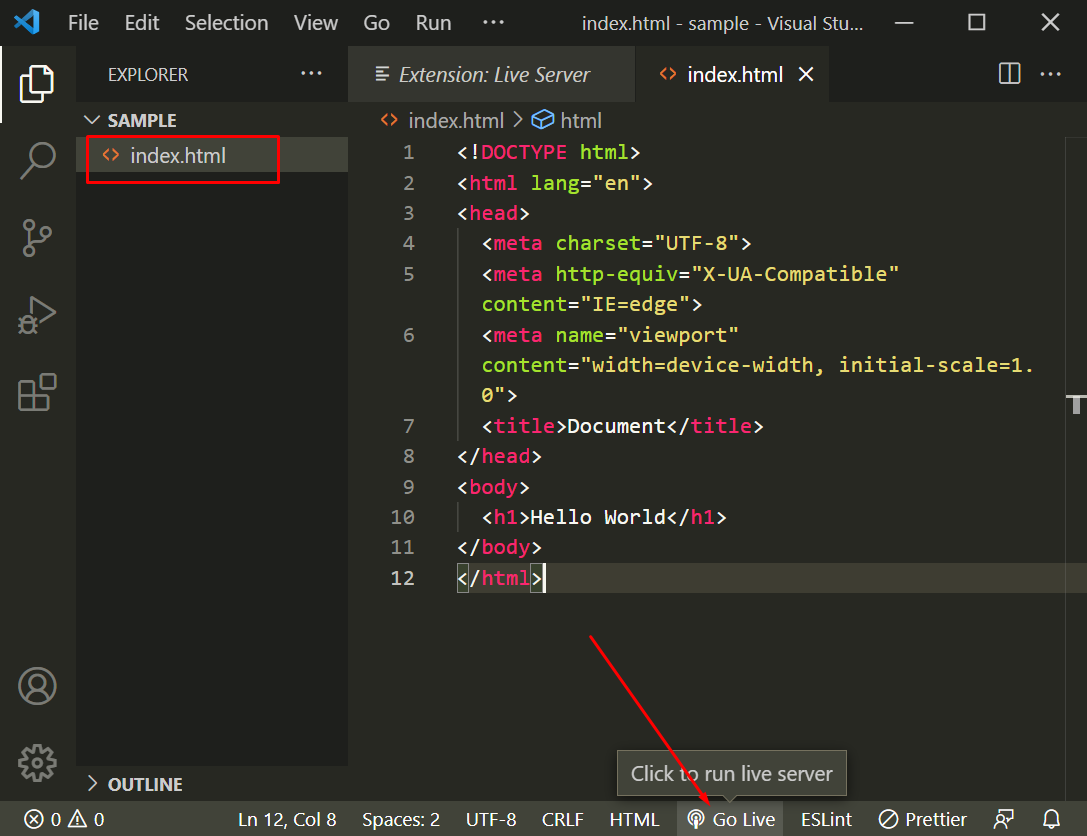 File Edit Selection View Go Run ··· index.html - sample - Visual Stu...
EXPLORER ···
Extension: Live Server
index.html
SAMPLE
index.html
index.html > html
1 <!DOCTYPE html>
2 <html lang="en">
3 <head>
4 <meta charset="UTF-8">
5 <meta http-equiv="X-UA-Compatible"
content="IE=edge">
6 <meta name="viewport"
content="width=device-width, initial-scale=1.
0">
7 <title>Document</title>
8 </head>
9 <body>
10 <h1>Hello World</h1>
11 </body>
12 </html>
Click to run live server
OUTLINE
0 0 Ln 12, Col 8 Spaces: 2 UTF-8 CRLF HTML Go Live ESLint Prettier